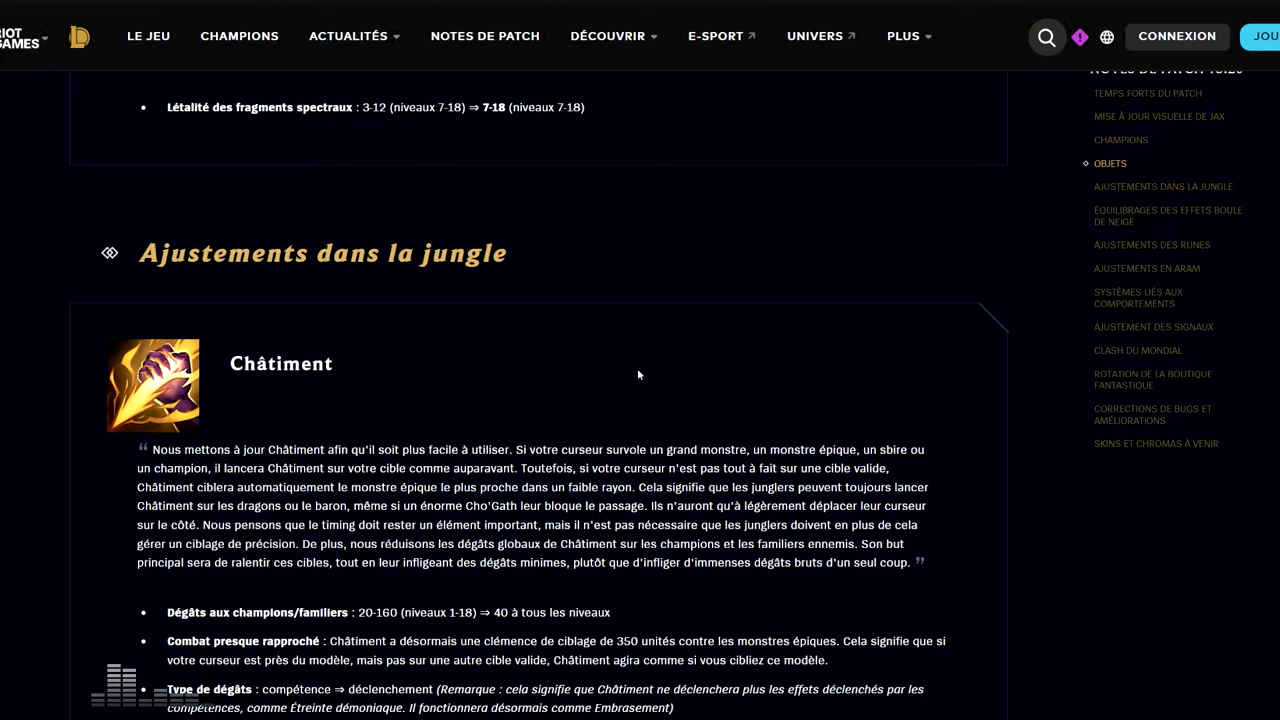 RIOT GAMES LE JEU CHAMPIONS ACTUALITÉS NOTES DE PATCH DÉCOUVRIR E-SPORT UNIVERS PLUS CONNEXION JOU
Létalité des fragments spectraux : 3-12 (niveaux 7-18) ⇒ 7-18 (niveaux 7-18)
Ajustements dans la jungle
Châtiment
“ Nous mettons à jour Châtiment afin qu'il soit plus facile à utiliser. Si votre curseur survole un grand monstre, un monstre épique, un sbire ou
un champion, il lancera Châtiment sur votre cible comme auparavant. Toutefois, si votre curseur n'est pas tout à fait sur une cible valide,
Châtiment ciblera automatiquement le monstre épique le plus proche dans un faible rayon. Cela signifie que les junglers peuvent toujours lancer
Châtiment sur les dragons ou le baron, même si un énorme Cho'Gath leur bloque le passage. Ils n'auront qu'à légèrement déplacer leur curseur
sur le côté. Nous pensons que le timing doit rester un élément important, mais il n'est pas nécessaire que les junglers doivent en plus de cela
gérer un ciblage de précision. De plus, nous réduisons les dégâts globaux de Châtiment sur les champions et les familiers ennemis. Son but
principal sera de ralentir ces cibles, tout en leur infligeant des dégâts minimes, plutôt que d'infliger d'immenses dégâts bruts d'un seul coup. ”
Dégâts aux champions/familiers : 20-160 (niveaux 1-18) ⇒ 40 à tous les niveaux
Combat presque rapproché : Châtiment a désormais une clémence de ciblage de 350 unités contre les monstres épiques. Cela signifie que si
votre curseur est près du modèle, mais pas sur une autre cible valide, Châtiment agira comme si vous cibliez ce modèle.
Type de dégâts : compétence ⇒ déclenchement (Remarque : cela signifie que Châtiment ne déclenchera plus les effets déclenchés par les
compétences, comme Étreinte démoniaque. Il fonctionnera désormais comme Embrasement)
NOTES DE PATCH
TEMPS FORTS DU PATCH
MISE À JOUR VISUELLE DE JAX
CHAMPIONS
OBJETS
AJUSTEMENTS DANS LA JUNGLE
ÉQUILIBRAGES DES EFFETS BOULE
DE NEIGE
AJUSTEMENTS DES RUNES
AJUSTEMENTS EN ARAM
SYSTÈMES LIÉS AUX
COMPORTEMENTS
AJUSTEMENT DES SIGNAUX
CLASH DU MONDIAL
ROTATION DE LA BOUTIQUE
FANTASTIQUE
CORRECTIONS DE BUGS ET
AMÉLIORATIONS
SKINS ET CHROMAS À VENIR